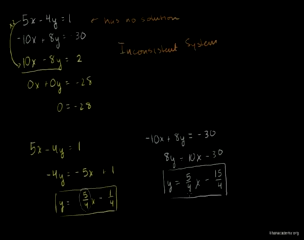 5x - 4y = 1 has no solution
-10x + 8y = -30
Inconsistent System
10x - 8y = 2
0x + 0y = -28
0 = -28
5x - 4y = 1
-4y = -5x + 1
y = 5/4 x - 1/4
-10x + 8y = -30
8y = 10x - 30
y = 5/4 x - 15/4